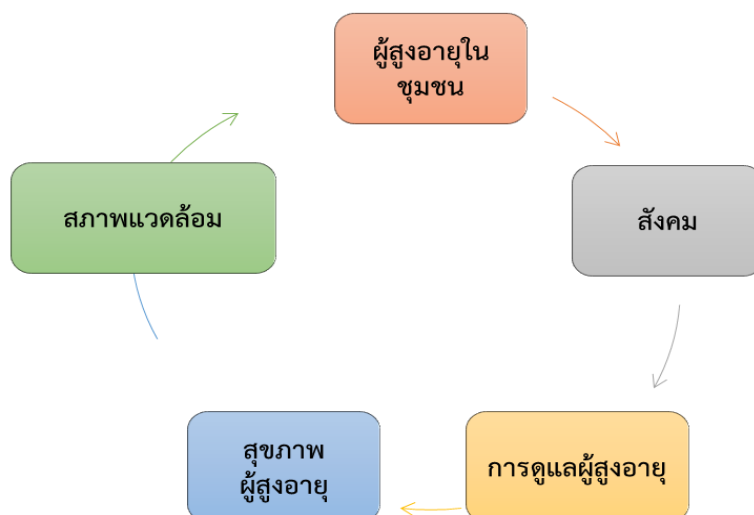 ผู้สูงอายุใน
ชุมชน
สังคม
การดูแลผู้สูงอายุ
สุขภาพ
ผู้สูงอายุ
สภาพแวดล้อม